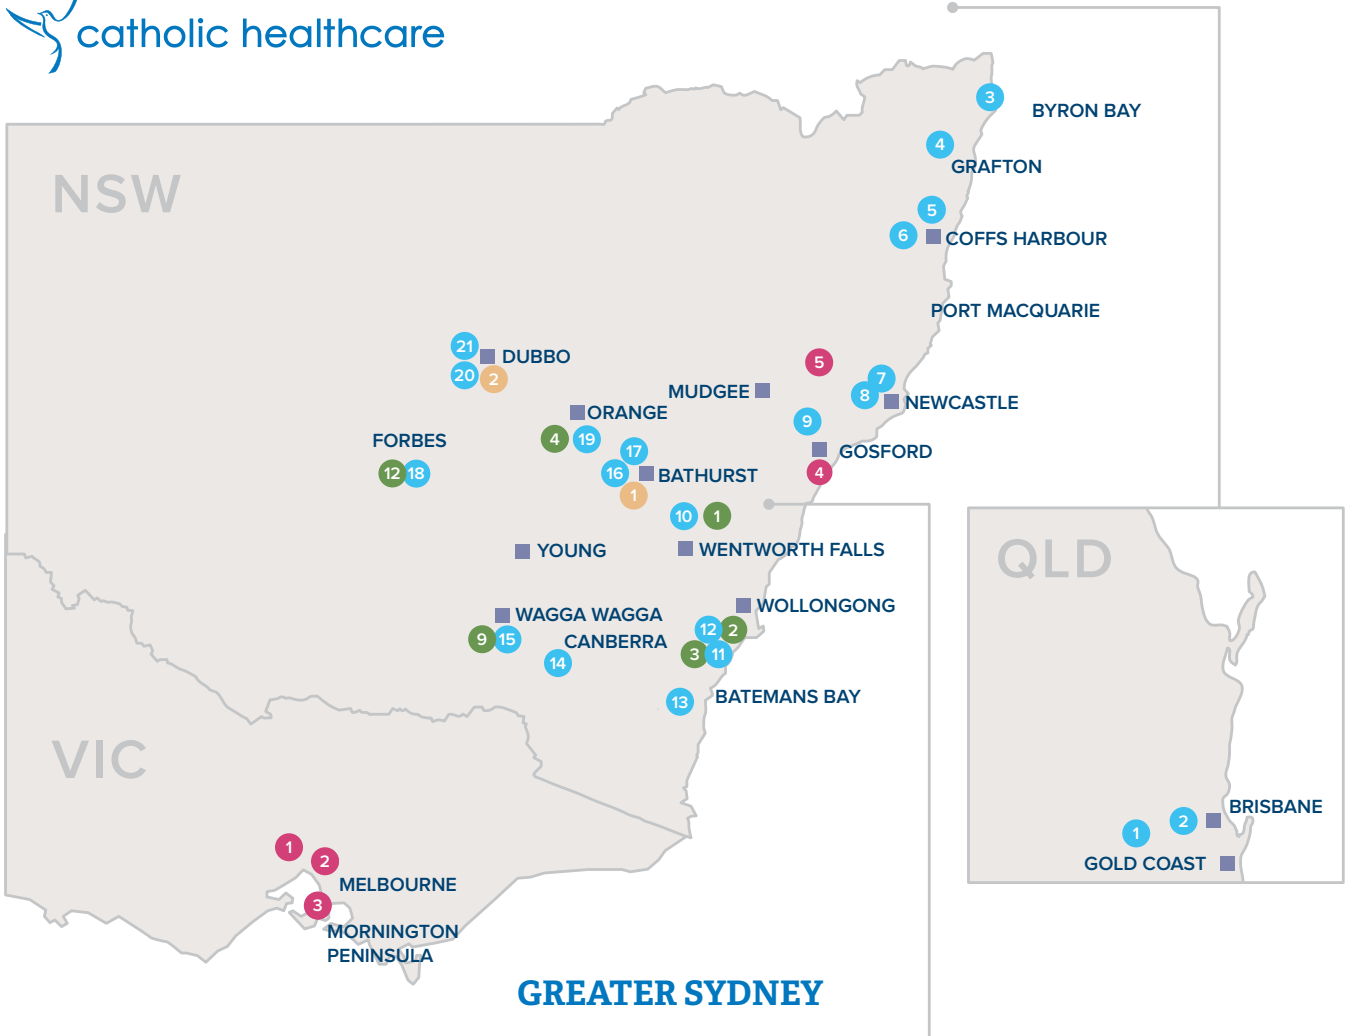 catholic healthcare
3
BYRON BAY
4
GRAFTON
NSW
5
6
COFFS HARBOUR
PORT MACQUARIE
21
DUBBO
20
2
5
7
MUDGEE
8
NEWCASTLE
ORANGE
9
FORBES
4
19
17
GOSFORD
12
18
16
BATHURST
4
1
10
1
YOUNG
WENTWORTH FALLS
QLD
WOLLONGONG
WAGGA WAGGA
12
2
9
15
CANBERRA
3
11
14
13
BATEMANS BAY
VIC
BRISBANE
1
2
GOLD COAST
1
2
MELBOURNE
3
MORNINGTON
PENINSULA
GREATER SYDNEY